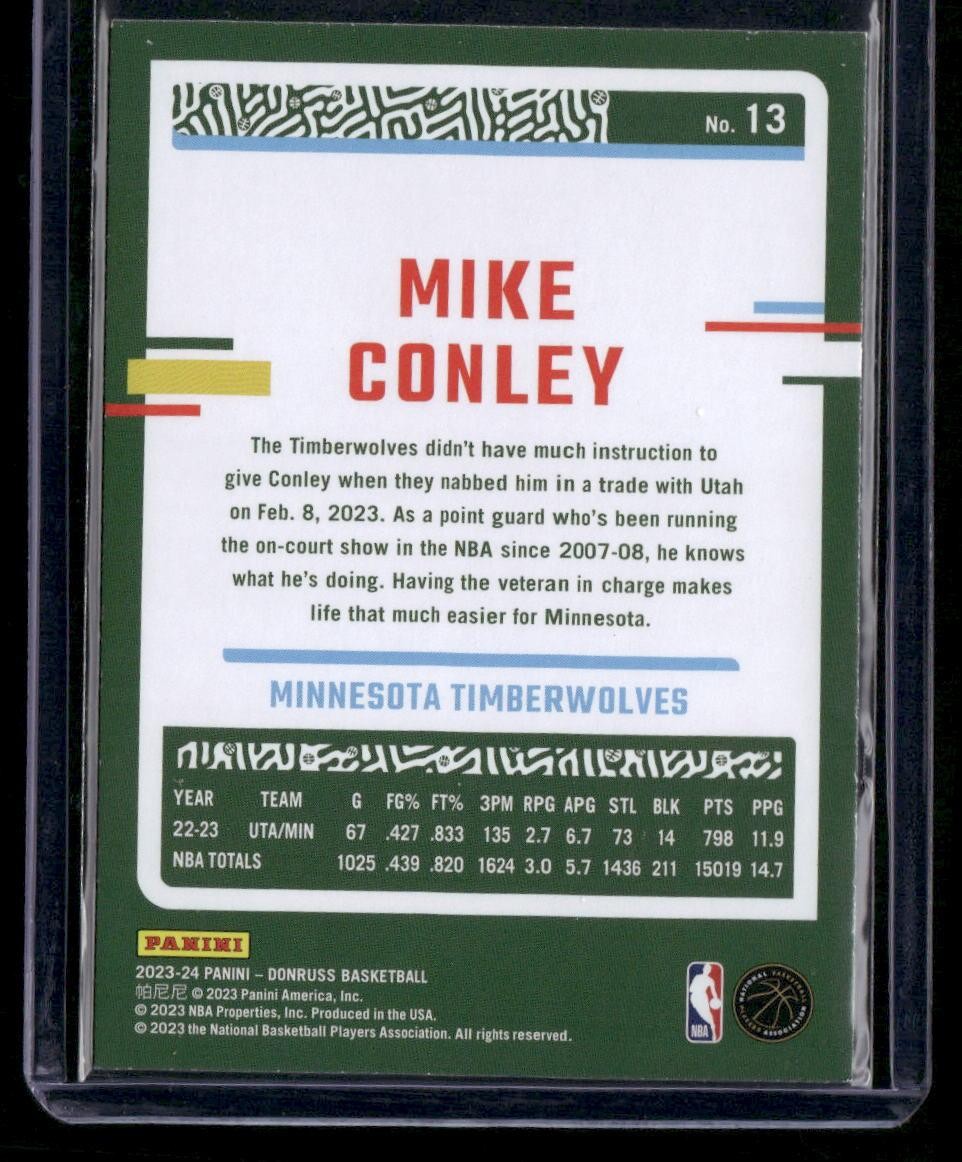 No. 13
MIKE
CONLEY
The Timberwolves didn't have much instruction to
give Conley when they nabbed him in a trade with Utah
on Feb. 8, 2023. As a point guard who's been running
the on-court show in the NBA since 2007-08, he knows
what he's doing. Having the veteran in charge makes
life that much easier for Minnesota.
MINNESOTA TIMBERWOLVES
YEAR TEAM G FG% FT% 3PM RPG APG STL BLK PTS PPG
22-23 UTA/MIN 67 .427 .833 135 2.7 6.7 73 14 798 11.9
NBA TOTALS 1025 .439 .820 1624 3.0 5.7 1436 211 15019 14.7
PANINI
2023-24 PANINI – DONRUSS BASKETBALL
帕尼尼 © 2023 Panini America, Inc.
© 2023 NBA Properties, Inc. Produced in the USA.
© 2023 the National Basketball Players Association. All rights reserved.
NBA
NATIONAL BASKETBALL PLAYERS ASSOCIATION